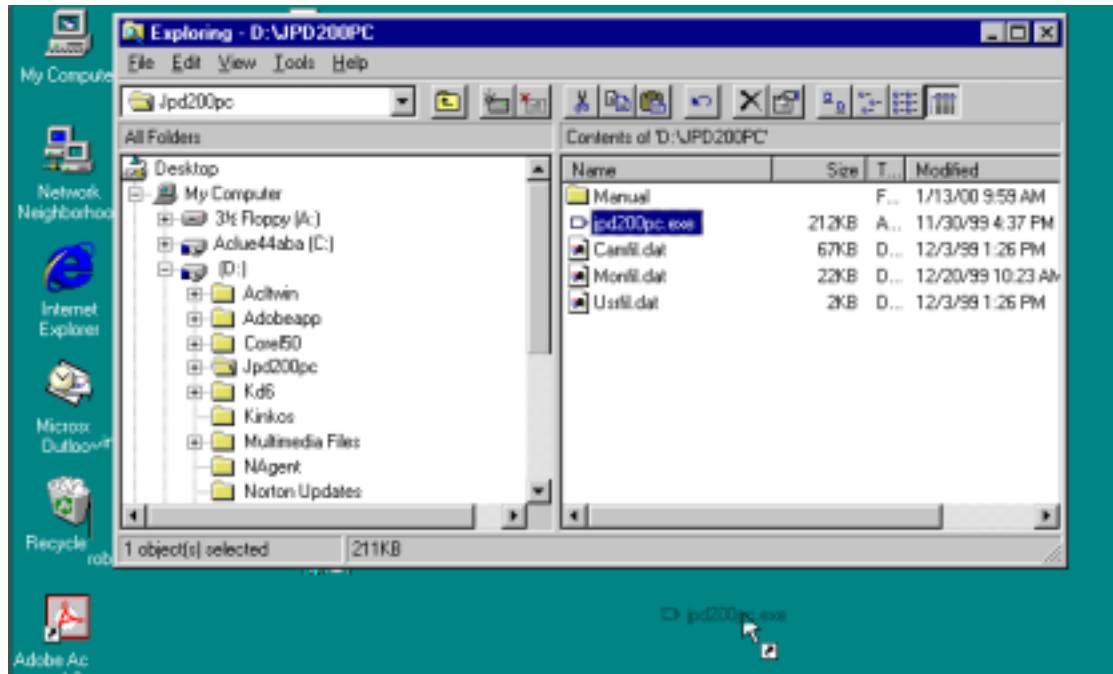 My Compute
Network
Neighborhoo
Internet
Explorer
Microsoft
Outloo
Recycle
rob
Adobe Ac
Exploring - D:\JPD200PC
File Edit View Tools Help
Jpd200pc
All Folders
Contents of 'D:\JPD200PC'
Desktop
My Computer
3½ Floppy (A:)
Aclue44aba (C:)
(D:)
Acltwin
Adobeapp
Corel50
Jpd200pc
Kd6
Kinkos
Multimedia Files
NAgent
Norton Updates
Name Size T... Modified
Manual F... 1/13/00 9:59 AM
jpd200pc.exe 212KB A... 11/30/99 4:37 PM
Camfil.dat 67KB D... 12/3/99 1:26 PM
Monfil.dat 22KB D... 12/20/99 10:23 AM
Usrfil.dat 2KB D... 12/3/99 1:26 PM
1 object(s) selected 211KB
jpd200pc.exe